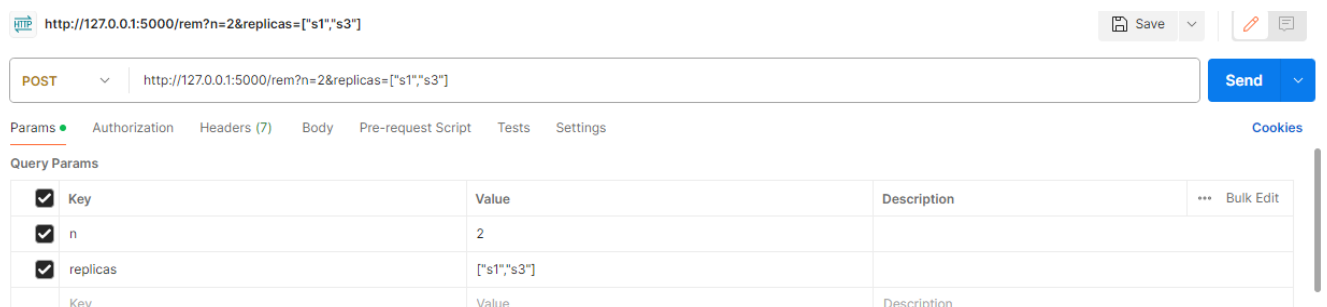 HTTP http://127.0.0.1:5000/rem?n=2&replicas=["s1","s3"] Save
POST http://127.0.0.1:5000/rem?n=2&replicas=["s1","s3"] Send
Params Authorization Headers (7) Body Pre-request Script Tests Settings Cookies
Query Params
Key Value Description ••• Bulk Edit
n 2
replicas ["s1","s3"]
Key Value Description